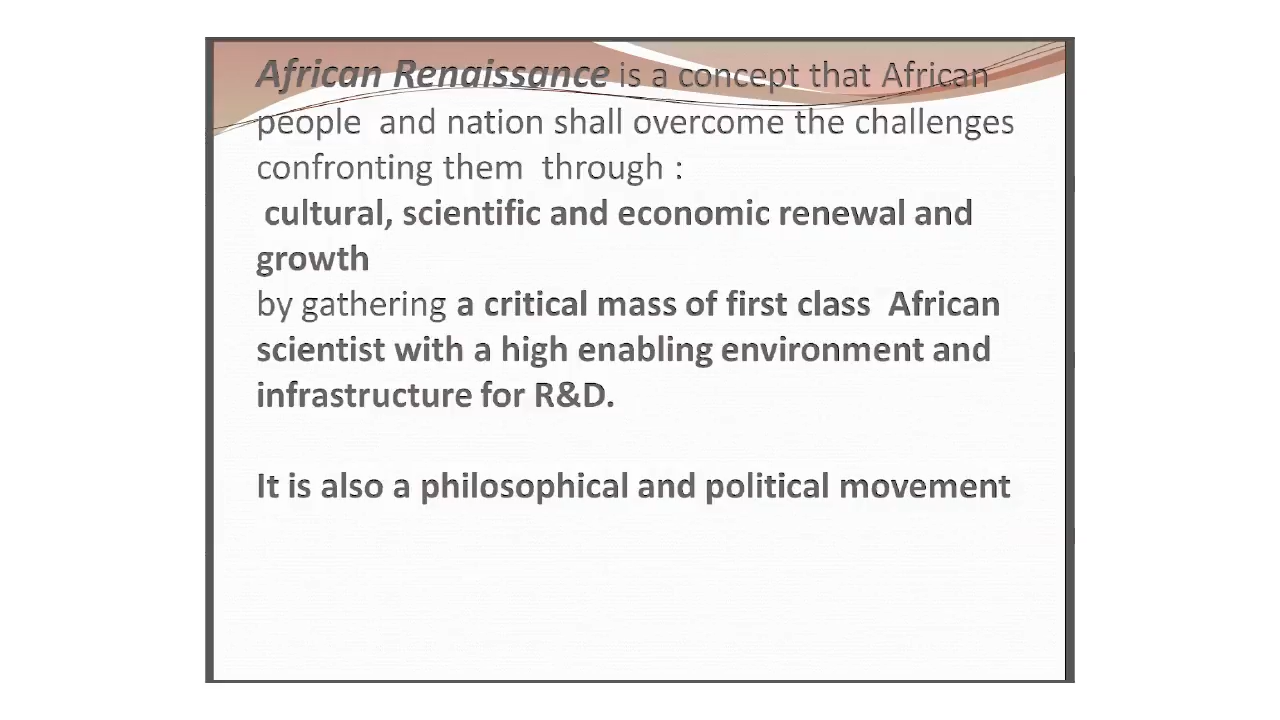 African Renaissance is a concept that African
people and nation shall overcome the challenges
confronting them through :
cultural, scientific and economic renewal and
growth
by gathering a critical mass of first class African
scientist with a high enabling environment and
infrastructure for R&D.
It is also a philosophical and political movement